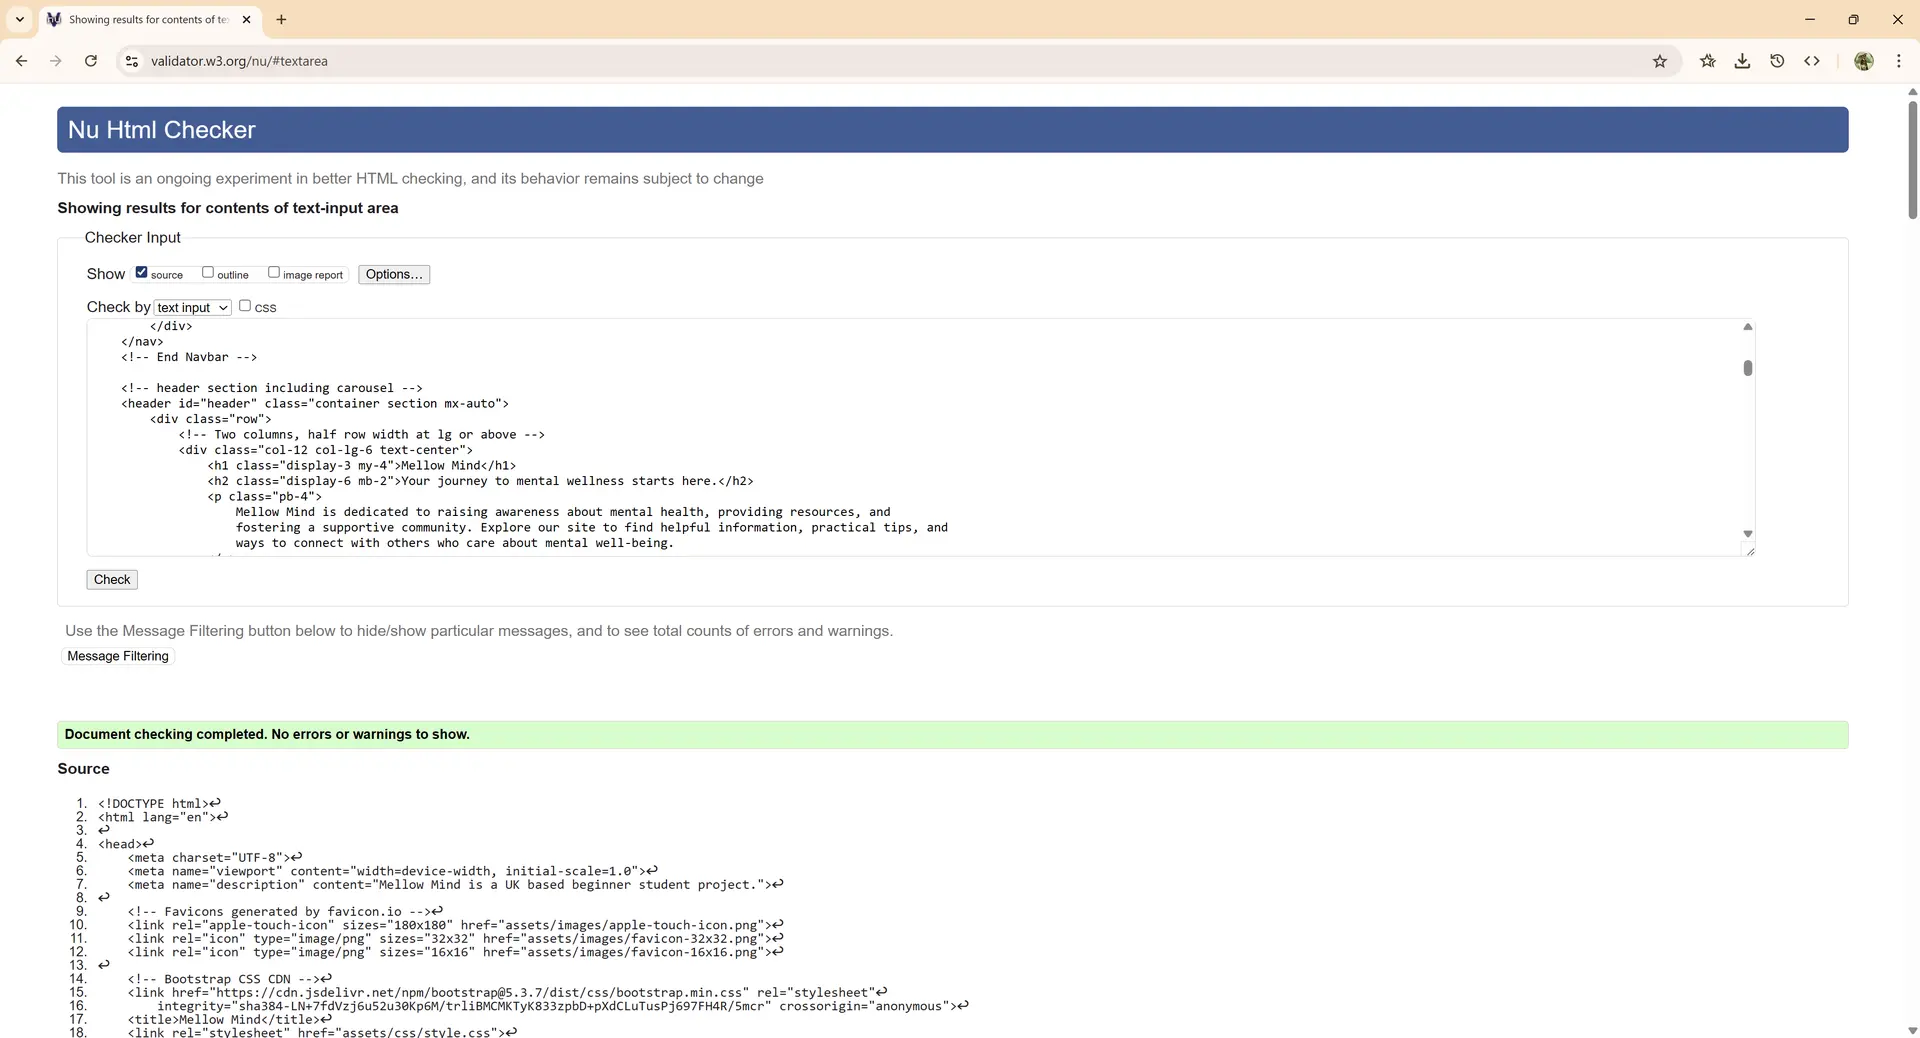 Showing results for contents of te
validator.w3.org/nu/#textarea
Nu Html Checker
This tool is an ongoing experiment in better HTML checking, and its behavior remains subject to change
Showing results for contents of text-input area
Checker Input
Show source outline image report Options...
Check by text input css
</div>
</nav>
<!-- End Navbar -->
<!-- header section including carousel -->
<header id="header" class="container section mx-auto">
<div class="row">
<!-- Two columns, half row width at lg or above -->
<div class="col-12 col-lg-6 text-center">
<h1 class="display-3 my-4">Mellow Mind</h1>
<h2 class="display-6 mb-2">Your journey to mental wellness starts here.</h2>
<p class="pb-4">
Mellow Mind is dedicated to raising awareness about mental health, providing resources, and
fostering a supportive community. Explore our site to find helpful information, practical tips, and
ways to connect with others who care about mental well-being.
Check
Use the Message Filtering button below to hide/show particular messages, and to see total counts of errors and warnings.
Message Filtering
Document checking completed. No errors or warnings to show.
Source
1. <!DOCTYPE html>↩
2. <html lang="en">↩
3. ↩
4. <head>↩
5. <meta charset="UTF-8">↩
6. <meta name="viewport" content="width=device-width, initial-scale=1.0">↩
7. <meta name="description" content="Mellow Mind is a UK based beginner student project.">↩
8. ↩
9. <!-- Favicons generated by favicon.io -->↩
10. <link rel="apple-touch-icon" sizes="180x180" href="assets/images/apple-touch-icon.png">↩
11. <link rel="icon" type="image/png" sizes="32x32" href="assets/images/favicon-32x32.png">↩
12. <link rel="icon" type="image/png" sizes="16x16" href="assets/images/favicon-16x16.png">↩
13. ↩
14. <!-- Bootstrap CSS CDN -->↩
15. <link href="https://cdn.jsdelivr.net/npm/bootstrap@5.3.7/dist/css/bootstrap.min.css" rel="stylesheet"↩
16. integrity="sha384-LN+7fdVzj6u52u30Kp6M/trliBMCMKTyK833zpbD+pXdCLuTusPj697FH4R/5mcr" crossorigin="anonymous">↩
17. <title>Mellow Mind</title>↩
18. <link rel="stylesheet" href="assets/css/style.css">↩